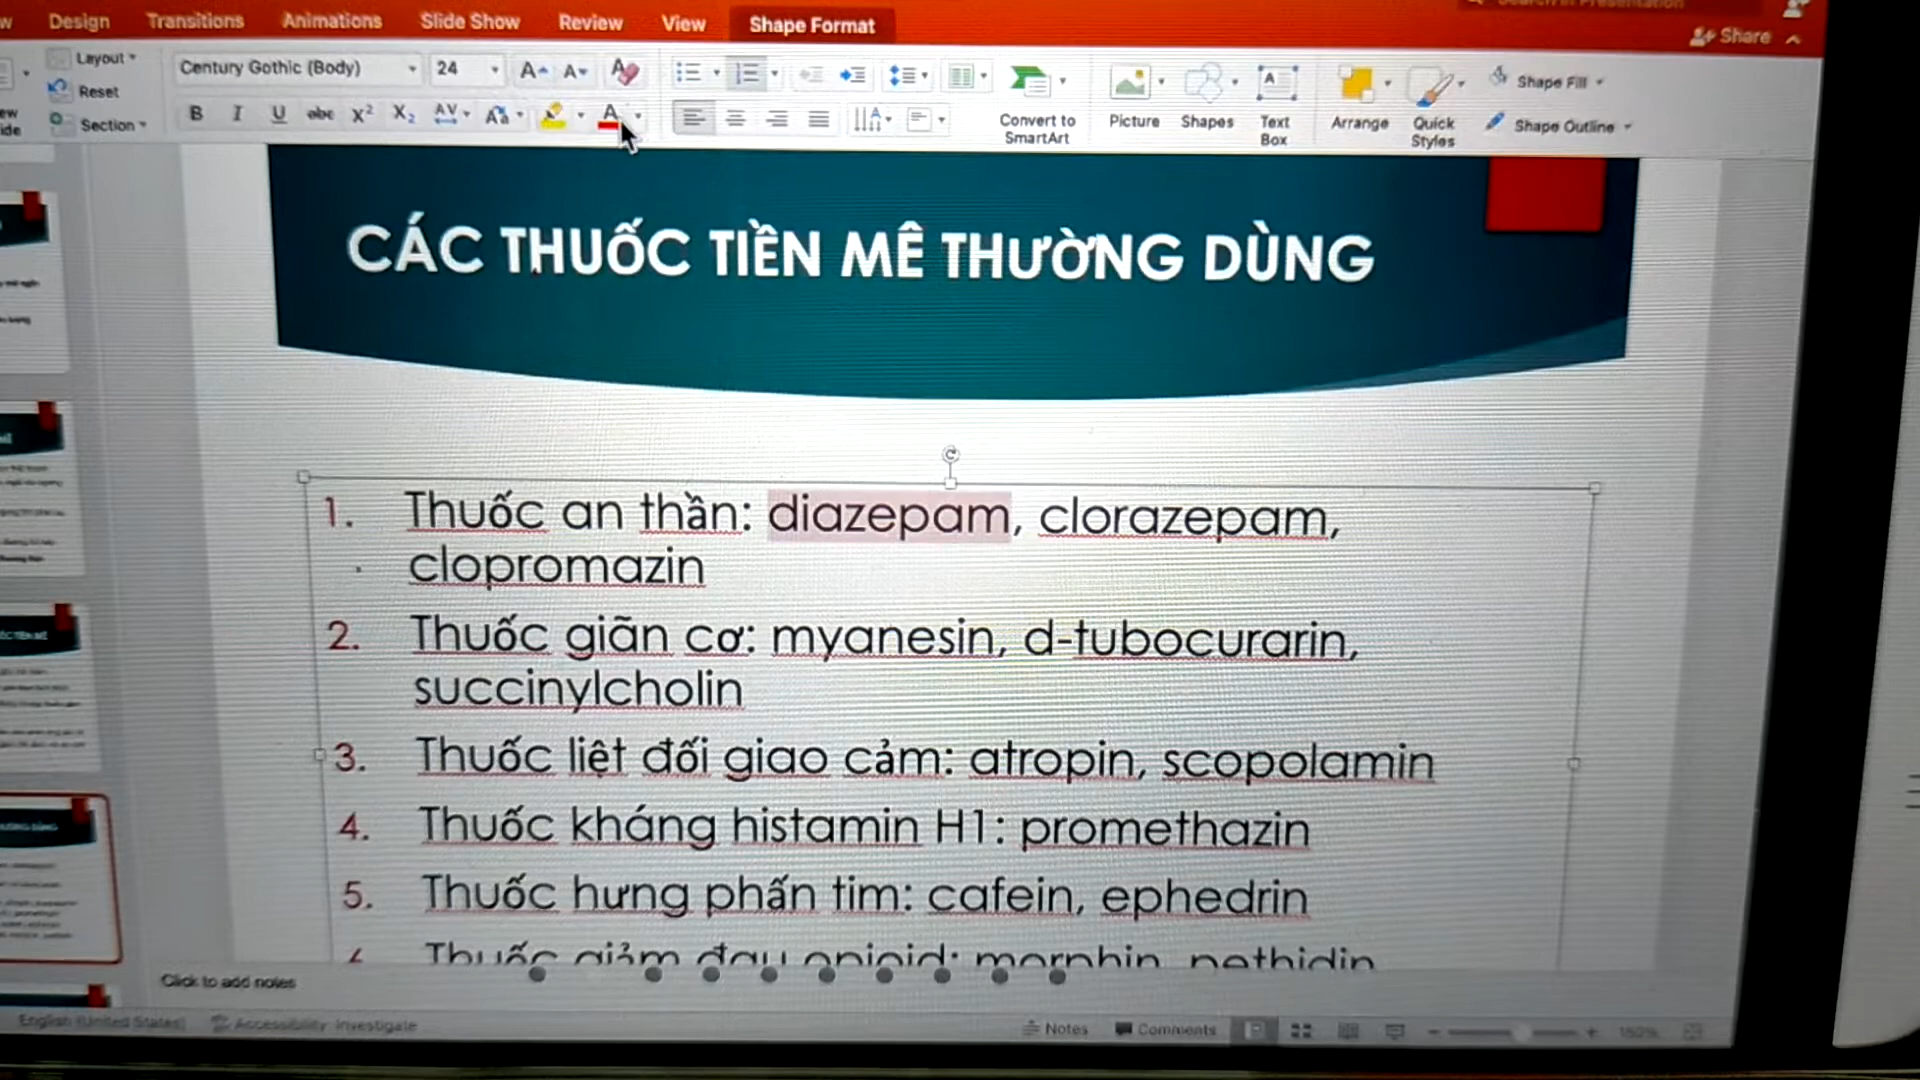 Design Transitions Animations Slide Show Review View Shape Format
Share
Layout
Century Gothic (Body) 24
Reset
Section
Convert to SmartArt
Picture
Shapes
Text Box
Arrange
Quick Styles
Shape Fill
Shape Outline
CÁC THUỐC TIỀN MÊ THƯỜNG DÙNG
1. Thuốc an thần: diazepam, clorazepam,
clopromazin
2. Thuốc giãn cơ: myanesin, d-tubocurarin,
succinylcholin
3. Thuốc liệt đối giao cảm: atropin, scopolamin
4. Thuốc kháng histamin H1: promethazin
5. Thuốc hưng phấn tim: cafein, ephedrin
Thuốc giảm đau opioid: morphin, pethidin
Click to add notes
English (United States) Accessibility: Investigate
Notes Comments 150%